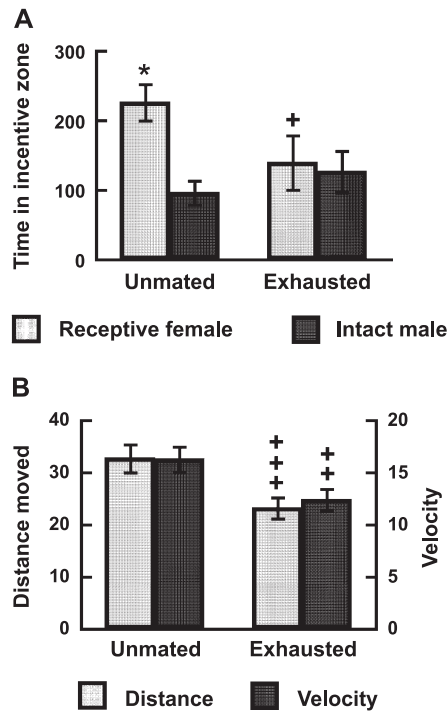 A
Time in incentive zone
300
200
100
0
*
+
Unmated
Exhausted
Receptive female
Intact male
B
Distance moved
40
30
20
10
0
+
+
+
+
+
20
15
10
5
0
Velocity
Unmated
Exhausted
Distance
Velocity